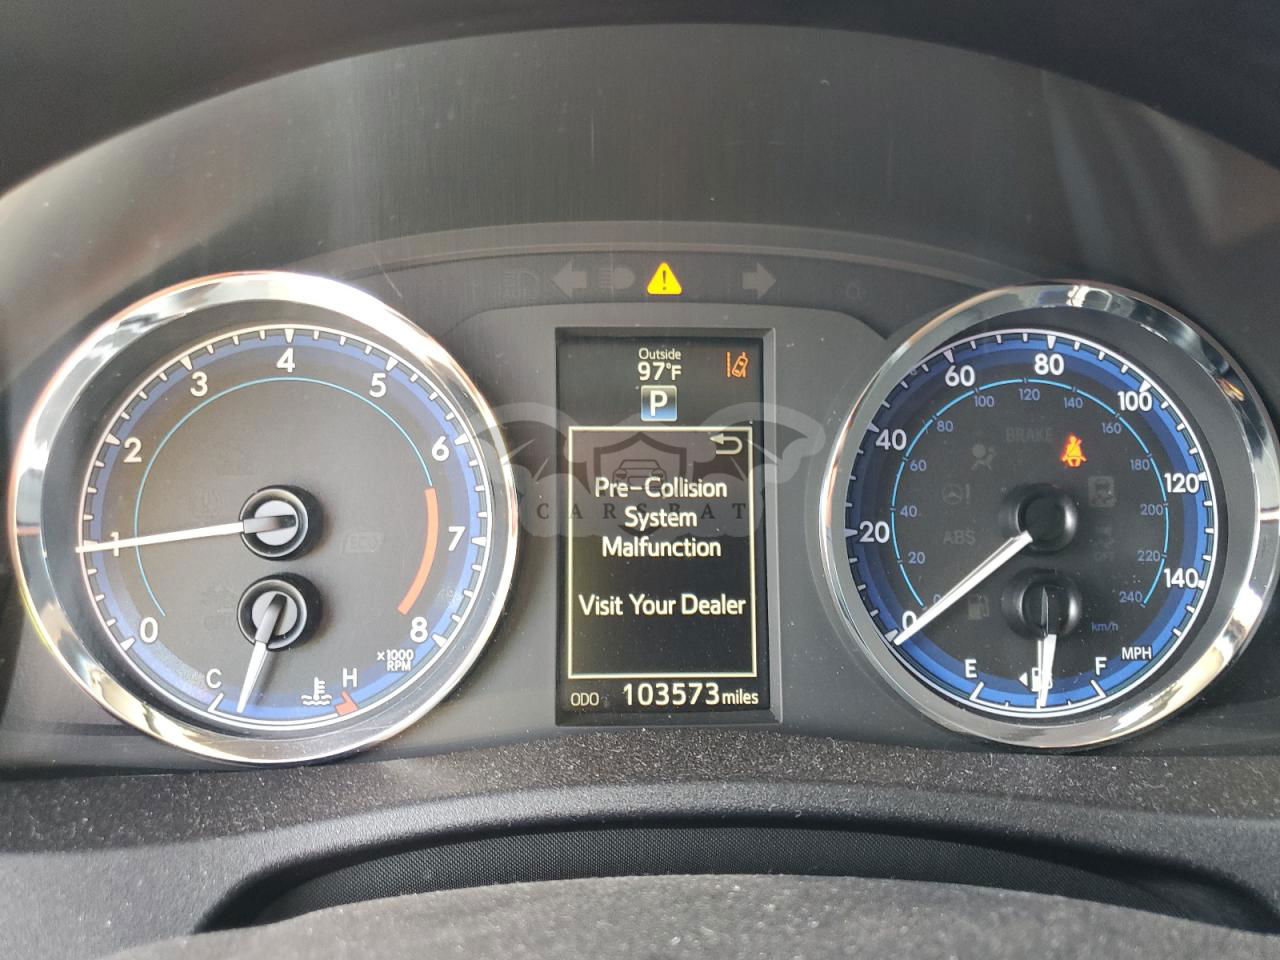 Outside
97°F
P
Pre-Collision
System
Malfunction
Visit Your Dealer
ODO 103573 miles
CARSBAT
0
1
2
3
4
5
6
7
8
×1000
RPM
C
H
0
20
40
60
80
100
120
140
MPH
20
40
60
80
100
120
140
160
180
200
220
240
km/h
BRAKE
ABS
E
F